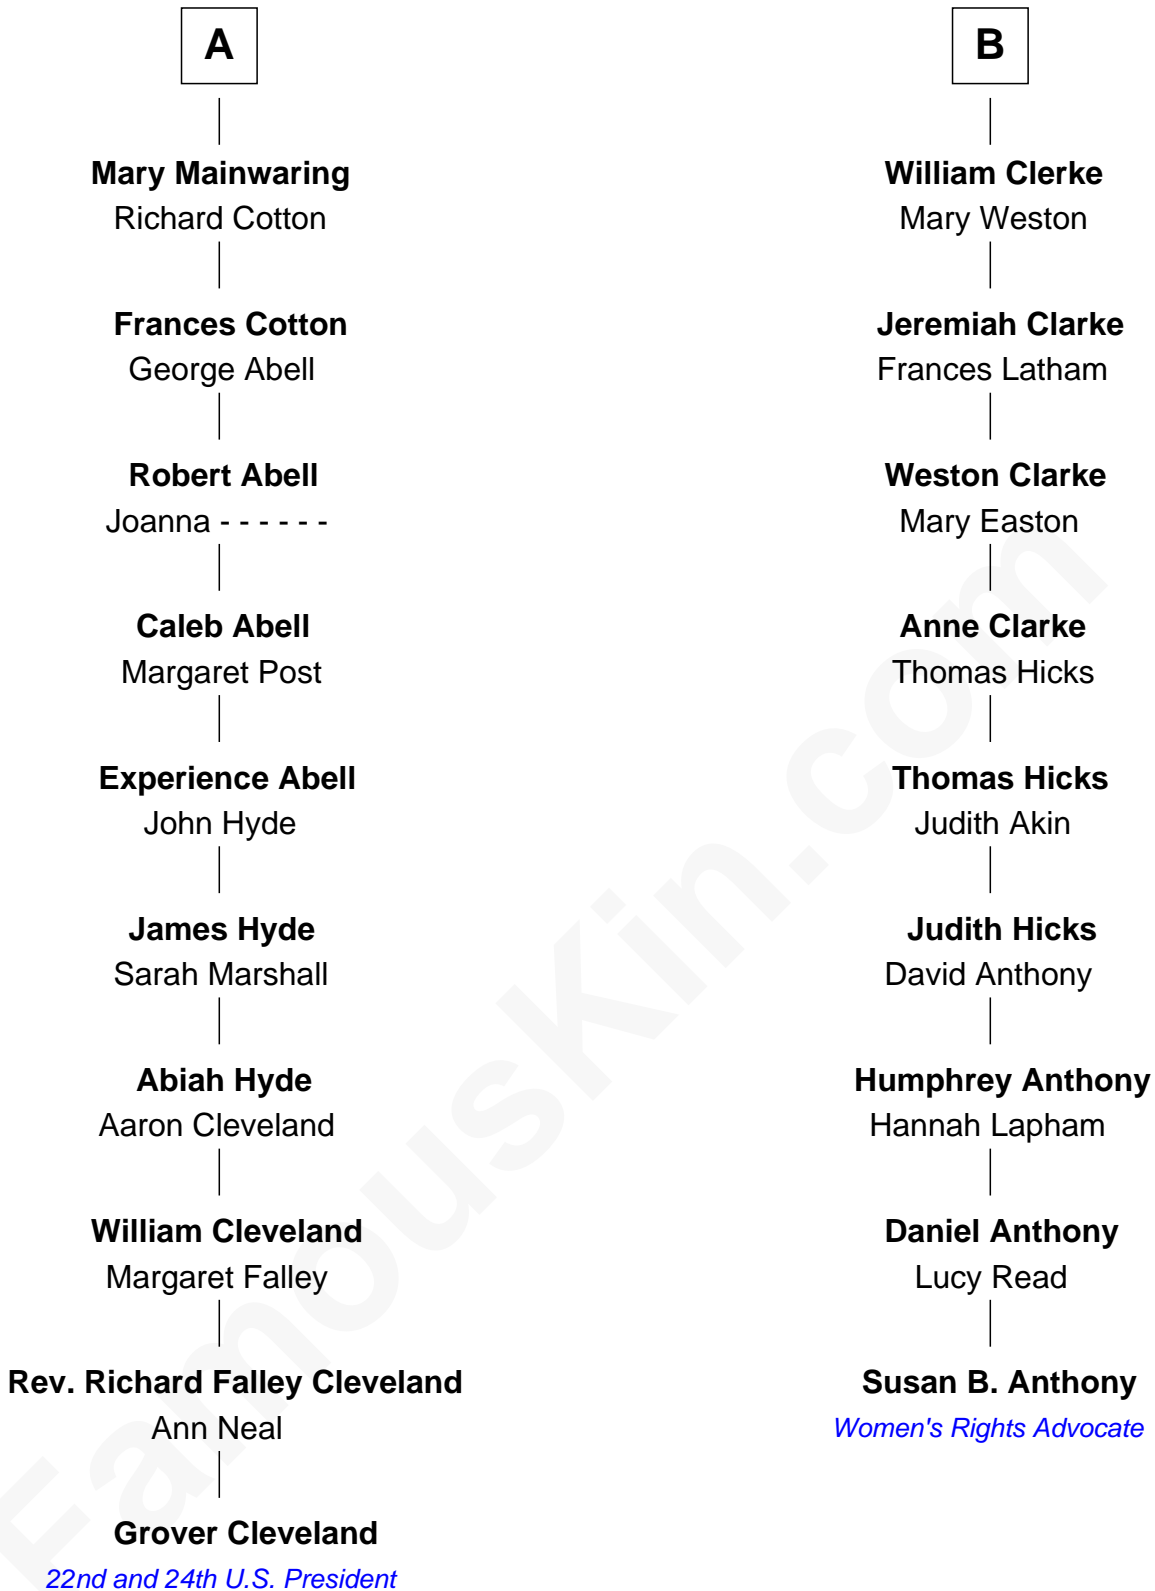 A
Mary Mainwaring
Richard Cotton
Frances Cotton
George Abell
Robert Abell
Joanna - - - - - -
Caleb Abell
Margaret Post
Experience Abell
John Hyde
James Hyde
Sarah Marshall
Abiah Hyde
Aaron Cleveland
William Cleveland
Margaret Falley
Rev. Richard Falley Cleveland
Ann Neal
Grover Cleveland
22nd and 24th U.S. President
B
William Clerke
Mary Weston
Jeremiah Clarke
Frances Latham
Weston Clarke
Mary Easton
Anne Clarke
Thomas Hicks
Thomas Hicks
Judith Akin
Judith Hicks
David Anthony
Humphrey Anthony
Hannah Lapham
Daniel Anthony
Lucy Read
Susan B. Anthony
Women's Rights Advocate
FamousKin.com